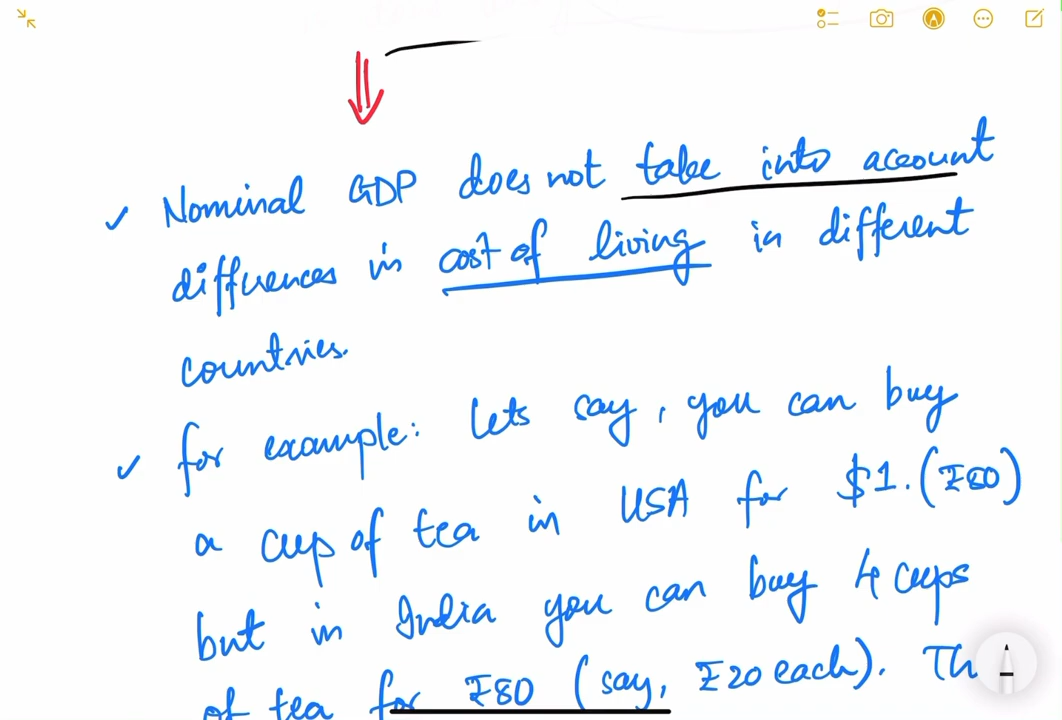 ✓ Nominal GDP does not take into account
differences in cost of living in different
countries.
✓ for example: lets say, you can buy
a cup of tea in USA for $1. (₹80)
but in India you can buy 4 cups
of tea for ₹80 (say, ₹20 each). Th